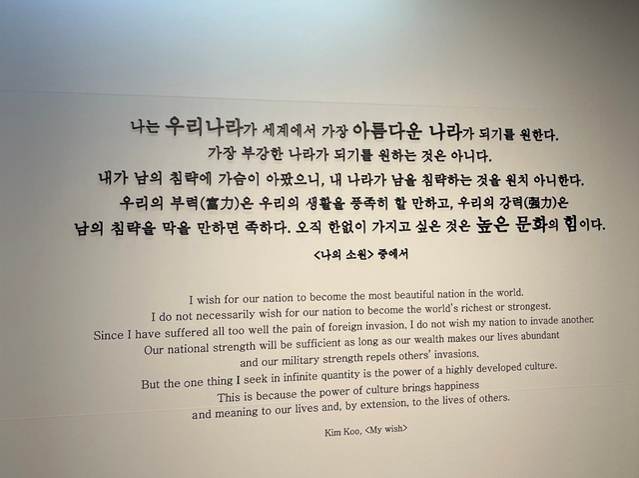 나는 우리나라가 세계에서 가장 아름다운 나라가 되기를 원한다.
가장 부강한 나라가 되기를 원하는 것은 아니다.
내가 남의 침략에 가슴이 아팠으니, 내 나라가 남을 침략하는 것을 원치 아니한다.
우리의 부력(富力)은 우리의 생활을 풍족히 할 만하고, 우리의 강력(强力)은
남의 침략을 막을 만하면 족하다. 오직 한없이 가지고 싶은 것은 높은 문화의 힘이다.
<나의 소원> 중에서
I wish for our nation to become the most beautiful nation in the world.
I do not necessarily wish for our nation to become the world's richest or strongest.
Since I have suffered all too well the pain of foreign invasion, I do not wish my nation to invade another.
Our national strength will be sufficient as long as our wealth makes our lives abundant
and our military strength repels others' invasions.
But the one thing I seek in infinite quantity is the power of a highly developed culture.
This is because the power of culture brings happiness
and meaning to our lives and, by extension, to the lives of others.
Kim Koo, <My wish>